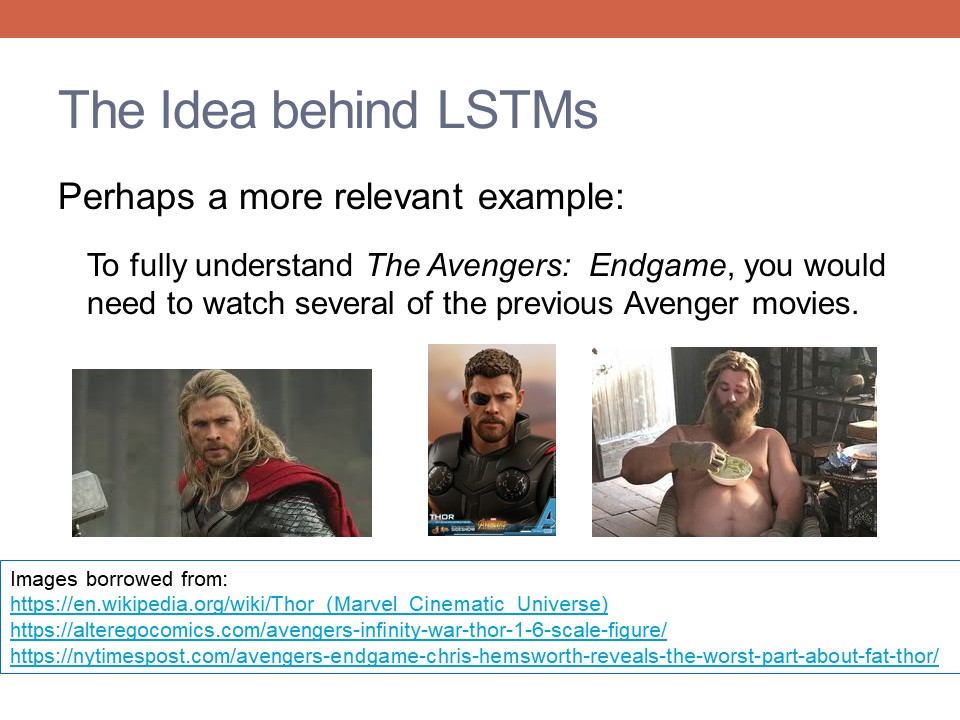 The Idea behind LSTMs
Perhaps a more relevant example:
To fully understand The Avengers:  Endgame, you would
need to watch several of the previous Avenger movies.
THOR
SIDESHOW
AVENGERS
A
Images borrowed from:
https://en.wikipedia.org/wiki/Thor_(Marvel_Cinematic_Universe)
https://alteregocomics.com/avengers-infinity-war-thor-1-6-scale-figure/
https://nytimespost.com/avengers-endgame-chris-hemsworth-reveals-the-worst-part-about-fat-thor/